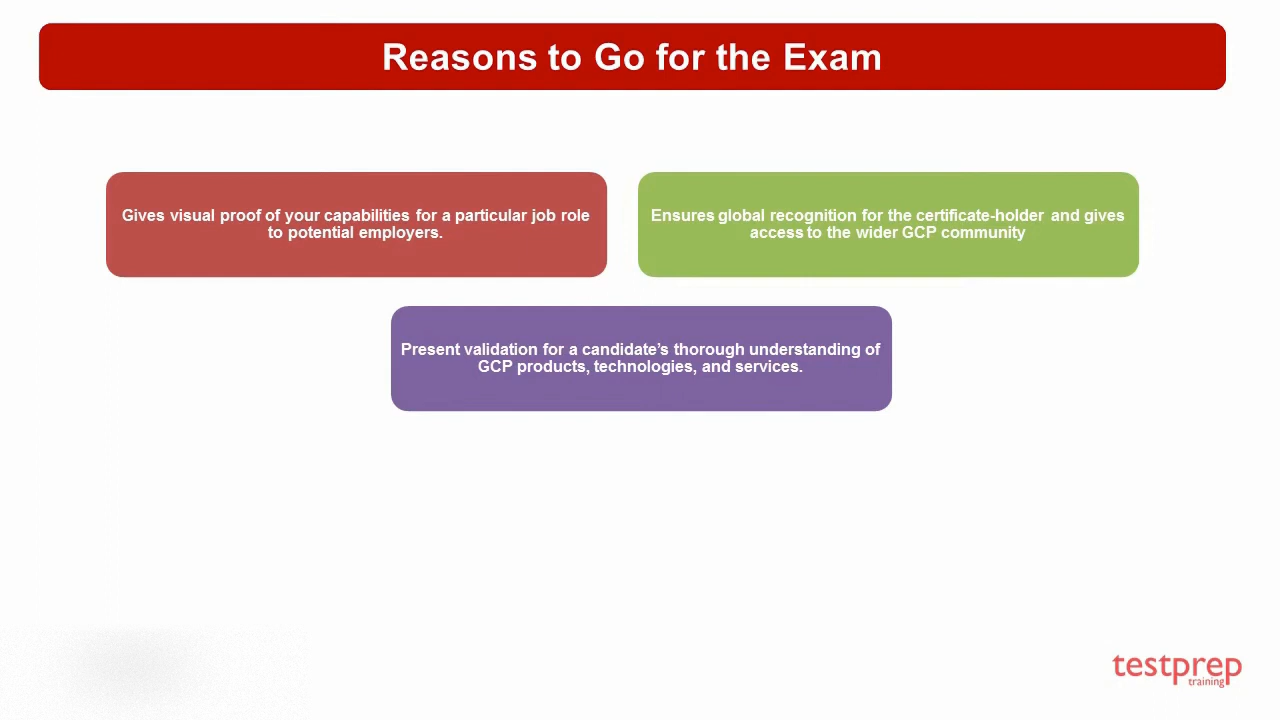 Reasons to Go for the Exam
Gives visual proof of your capabilities for a particular job role
to potential employers.
Ensures global recognition for the certificate-holder and gives
access to the wider GCP community
Present validation for a candidate’s thorough understanding of
GCP products, technologies, and services.
testprep
training